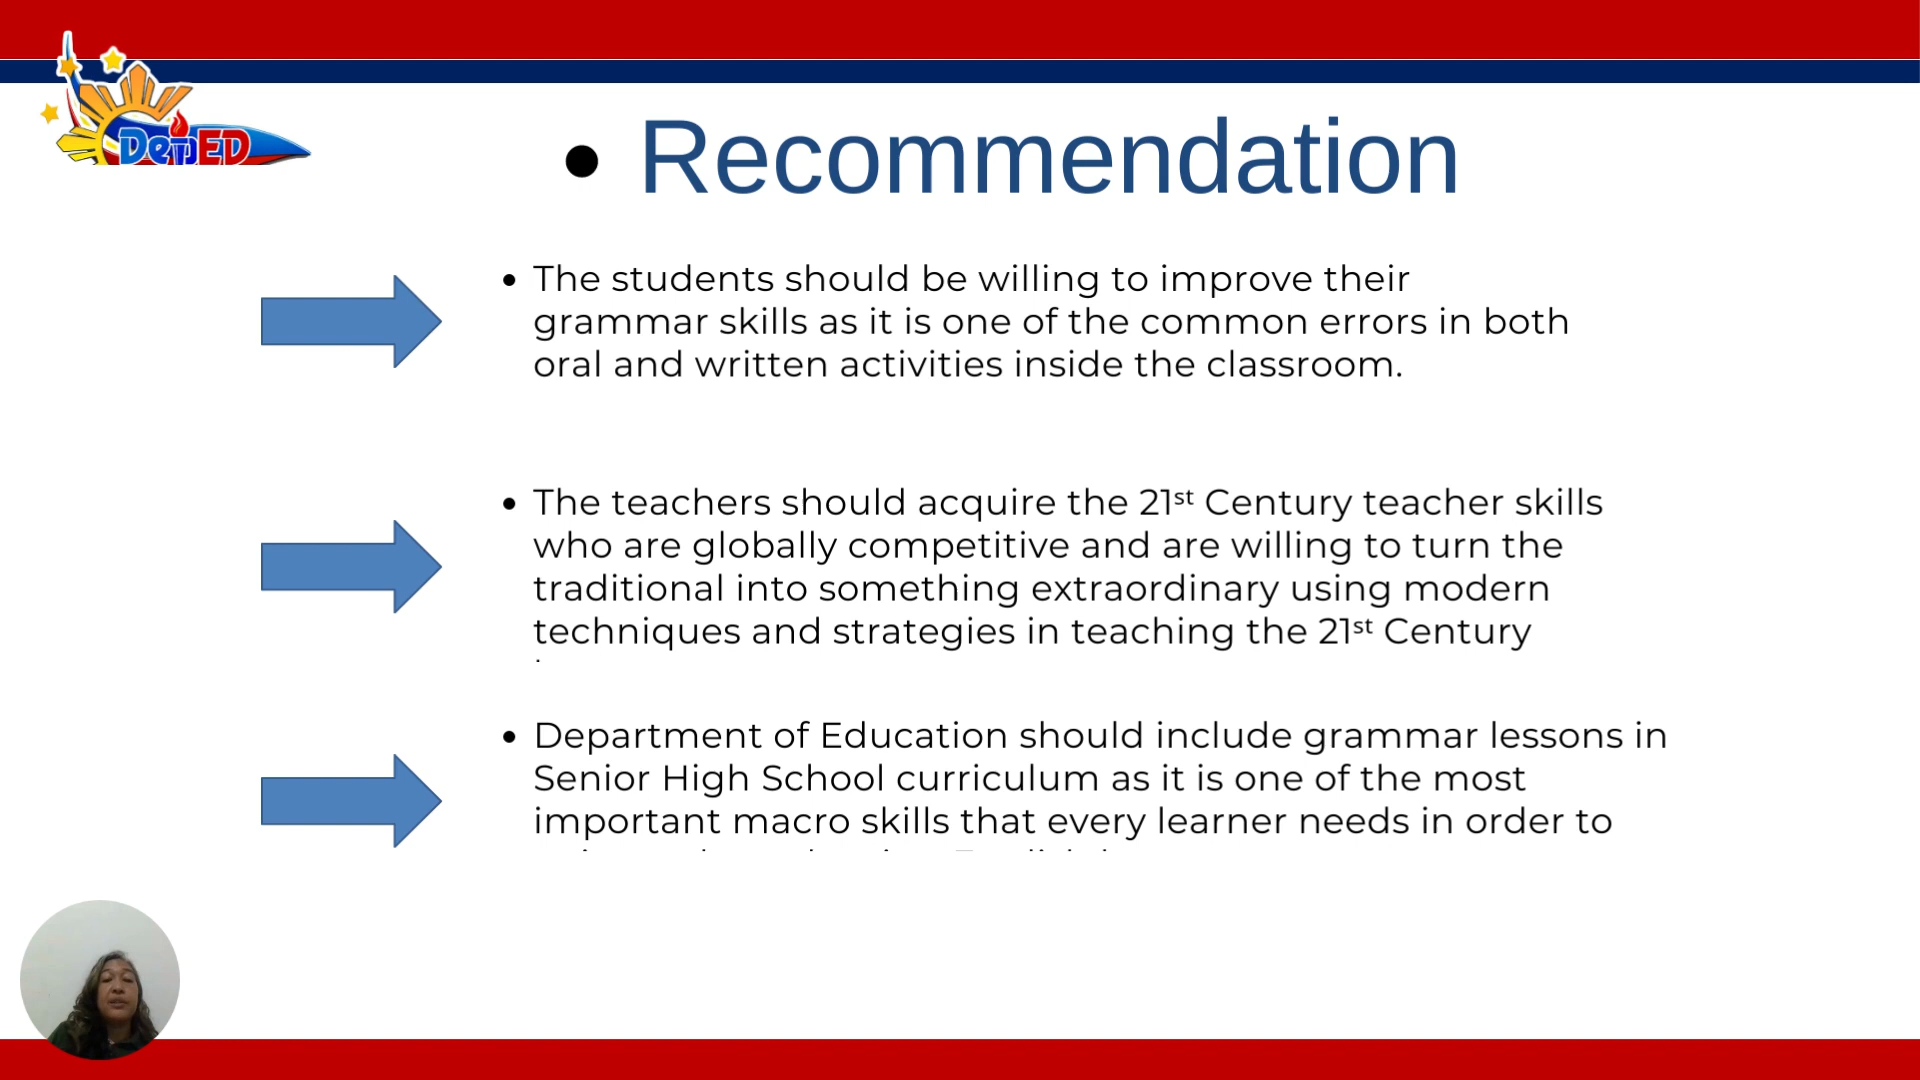 DepED
• Recommendation
• The students should be willing to improve their
grammar skills as it is one of the common errors in both
oral and written activities inside the classroom.
• The teachers should acquire the 21st Century teacher skills
who are globally competitive and are willing to turn the
traditional into something extraordinary using modern
techniques and strategies in teaching the 21st Century
• Department of Education should include grammar lessons in
Senior High School curriculum as it is one of the most
important macro skills that every learner needs in order to